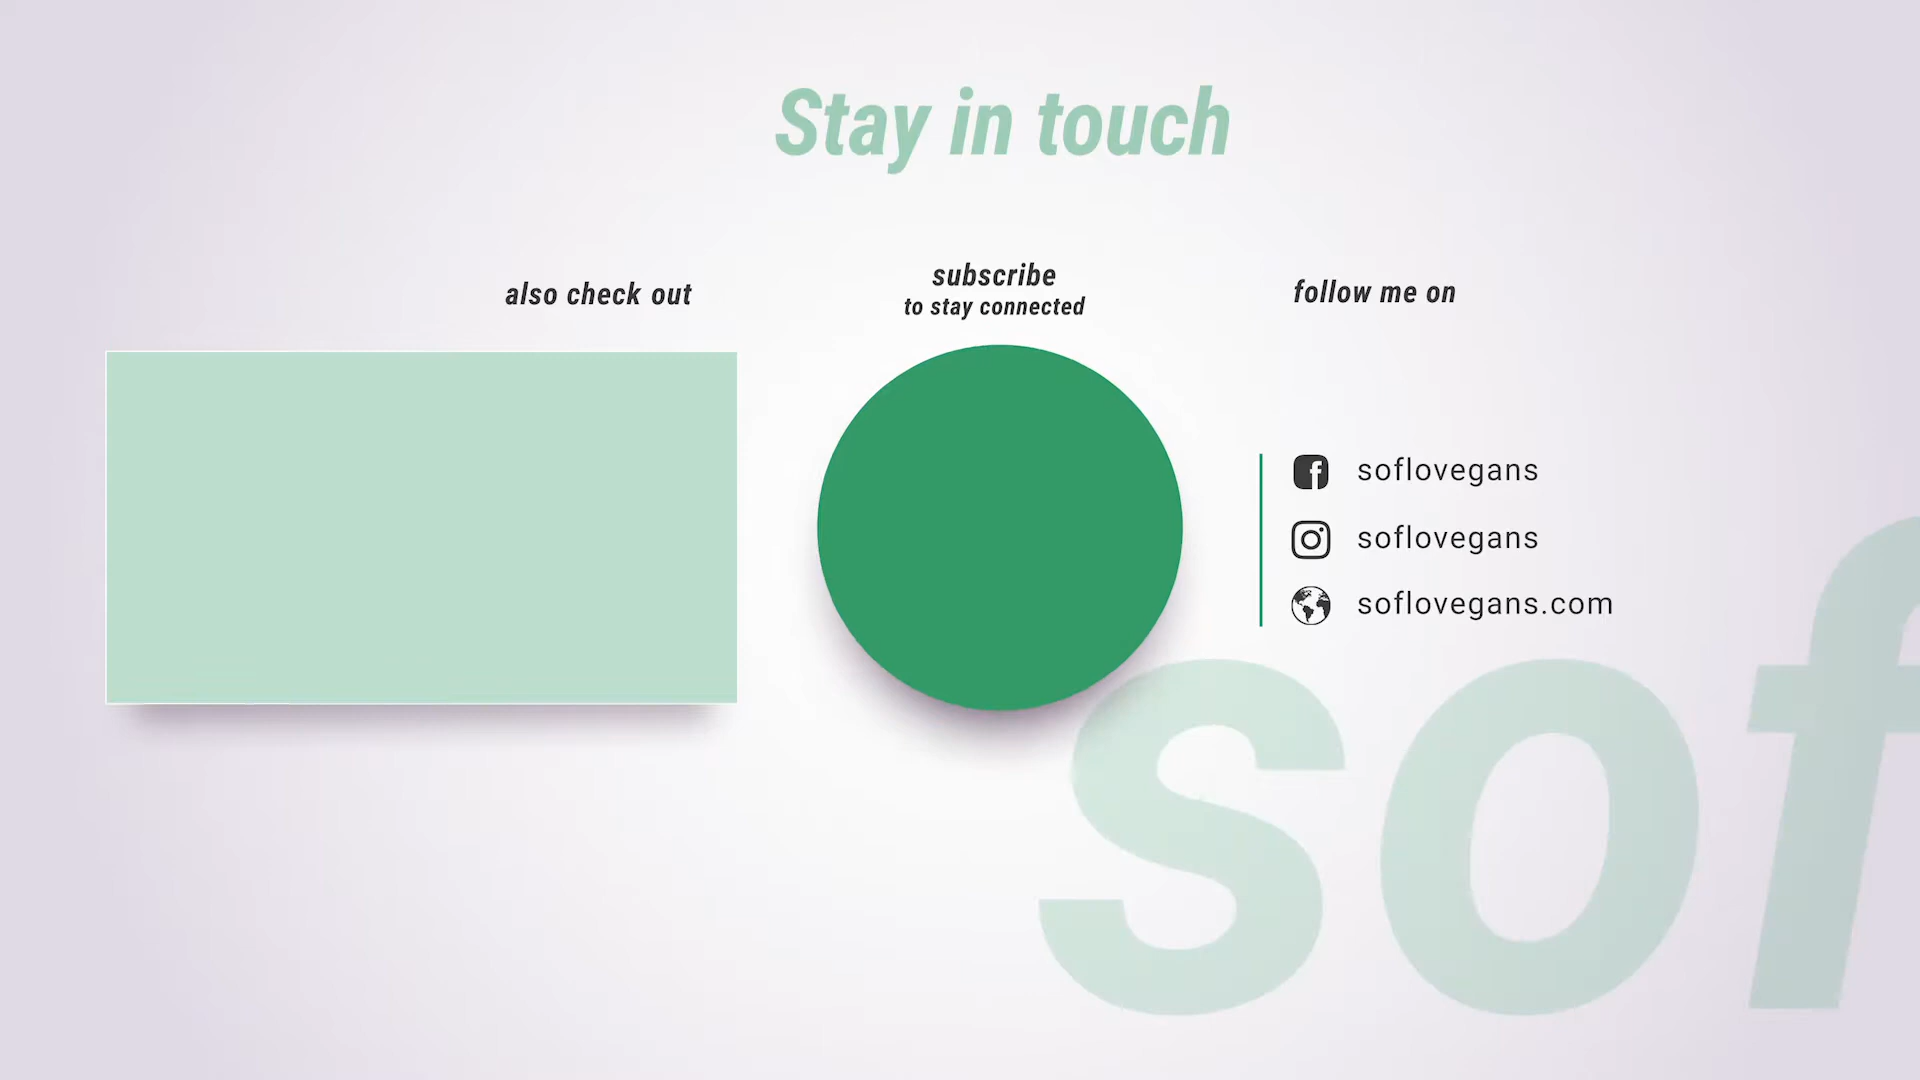 Stay in touch
also check out
subscribe
to stay connected
follow me on
soflovegans
soflovegans
soflovegans.com
sof